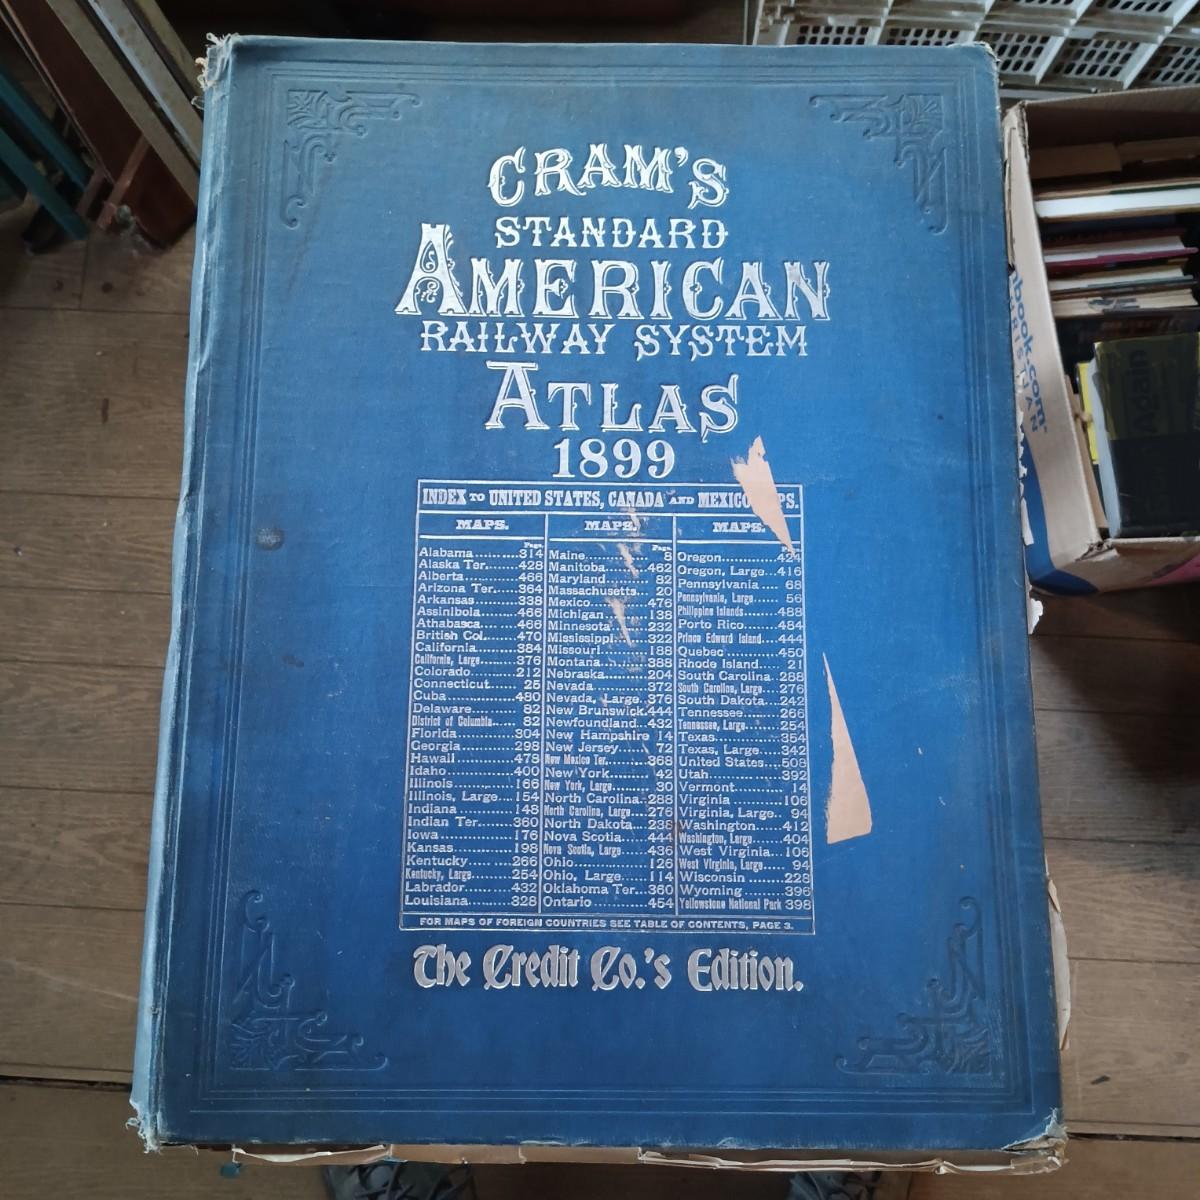 CRAM'S
STANDARD
AMERICAN
RAILWAY SYSTEM
ATLAS
1899
INDEX TO UNITED STATES, CANADA AND MEXICO PS.
MAPS.
Page.
Alabama..........314
Alaska Ter.......428
Alberta..........466
Arizona Ter.....364
Arkansas.........338
Assiniboia.......466
Athabasca.......466
British Col......470
California........384
California, Large.......376
Colorado.........212
Connecticut......25
Cuba.............480
Delaware..........82
District of Columbia.......82
Florida...........304
Georgia..........298
Hawaii...........478
Idaho............400
Illinois...........166
Illinois, Large....154
Indiana..........148
Indian Ter.......360
Iowa.............176
Kansas..........198
Kentucky........266
Kentucky, Large........254
Labrador........432
Louisiana........328
MAPS.
Page.
Maine..............8
Manitoba........462
Maryland.........82
Massachusetts...20
Mexico..........476
Michigan........138
Minnesota.......232
Mississippi.......322
Missouri.........188
Montana.........388
Nebraska........204
Nevada..........372
Nevada, Large...376
New Brunswick.444
Newfoundland...432
New Hampshire 14
New Jersey......72
New Mexico Ter........368
New York........42
New York, Large.......30
North Carolina..288
North Carolina, Large....276
North Dakota....238
Nova Scotia......444
Nova Scotia, Large......436
Ohio.............126
Ohio, Large......114
Oklahoma Ter...360
Ontario..........454
MAPS.
Oregon..........424
Oregon, Large...416
Pennsylvania.....68
Pennsylvania, Large......56
Philippine Islands........488
Porto Rico.......484
Prince Edward Island....444
Quebec..........450
Rhode Island.....21
South Carolina..288
South Carolina, Large....276
South Dakota....242
Tennessee.......266
Tennessee, Large.......254
Texas............354
Texas, Large.....342
United States....508
Utah.............392
Vermont..........14
Virginia..........106
Virginia, Large...94
Washington......412
Washington, Large......404
West Virginia....106
West Virginia, Large.....94
Wisconsin.......228
Wyoming........396
Yellowstone National Park 398
FOR MAPS OF FOREIGN COUNTRIES SEE TABLE OF CONTENTS, PAGE 3.
The Credit Co.'s Edition.
book.com
Again